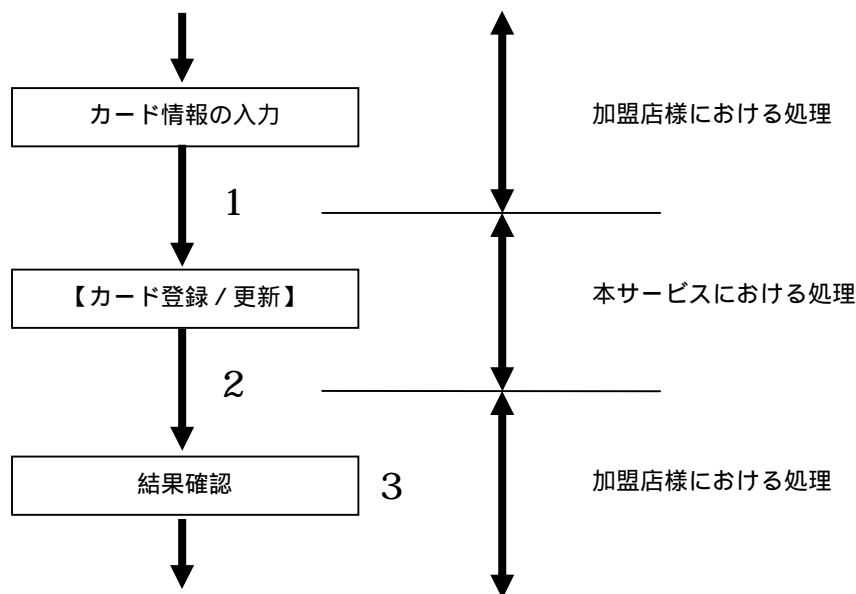 カード情報の入力
加盟店様における処理
1
【カード登録 / 更新】
本サービスにおける処理
2
結果確認
3
加盟店様における処理